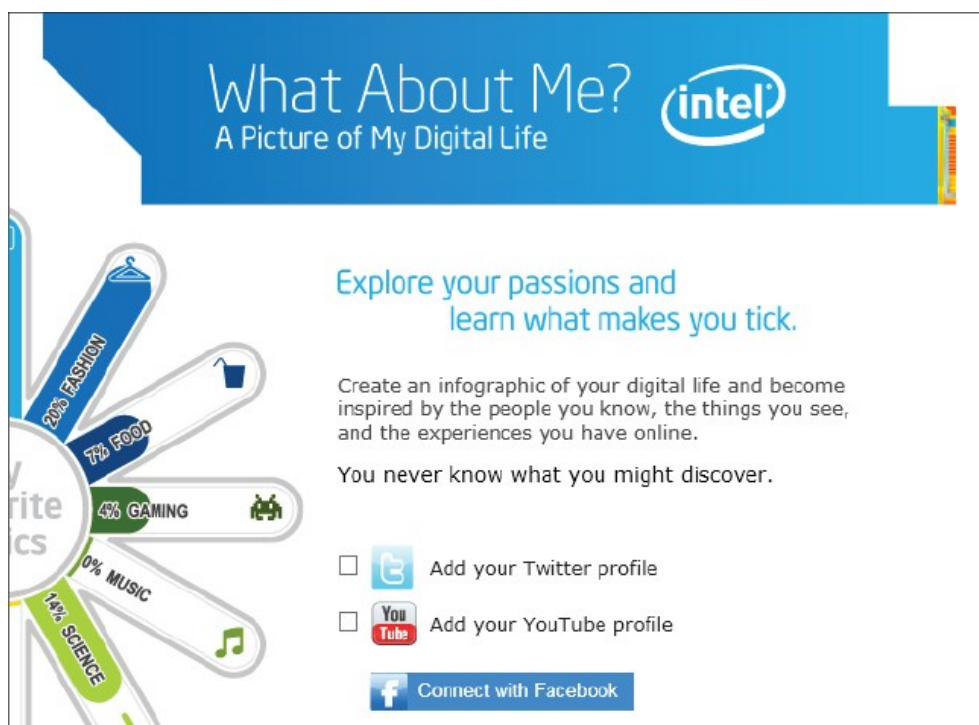 What About Me?
A Picture of My Digital Life
intel
Explore your passions and
learn what makes you tick.
Create an infographic of your digital life and become
inspired by the people you know, the things you see,
and the experiences you have online.
You never know what you might discover.
20% FASHION
7% FOOD
4% GAMING
0% MUSIC
14% SCIENCE
Add your Twitter profile
You
Tube
Add your YouTube profile
f
Connect with Facebook